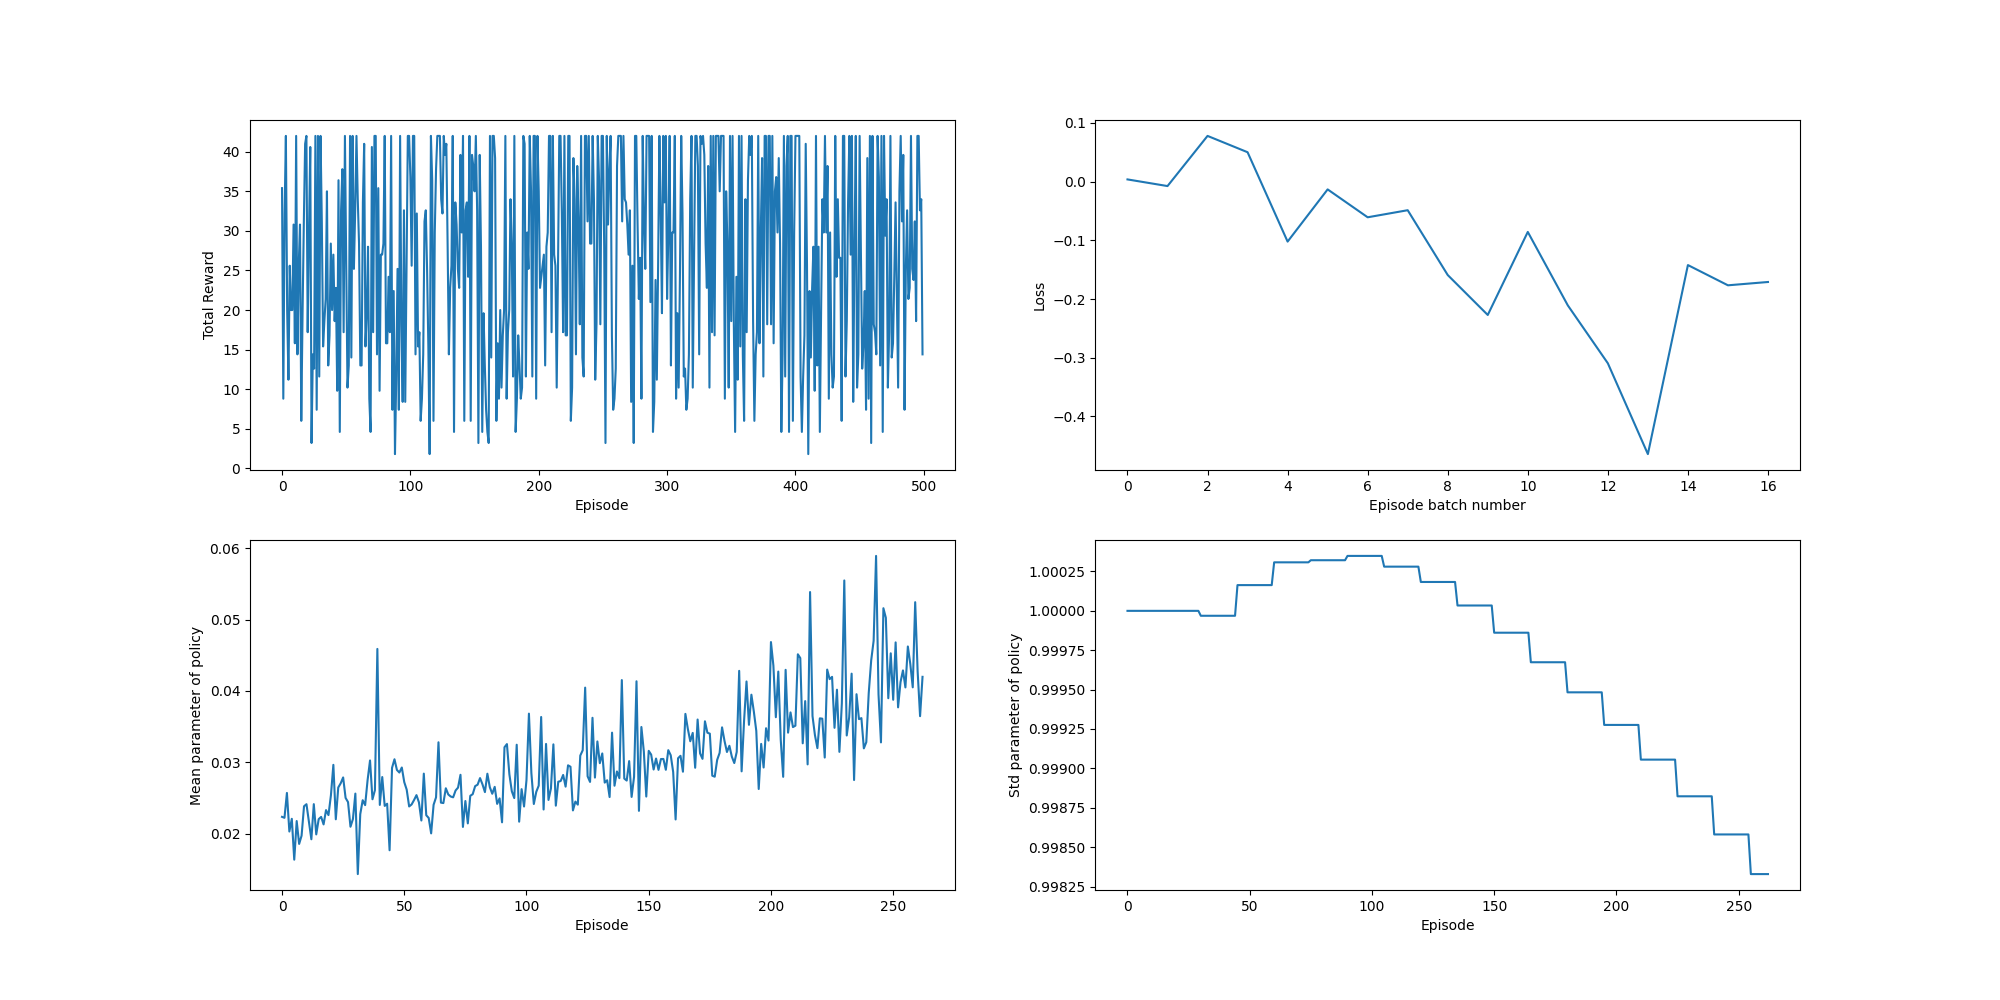 40
35
30
25
20
15
10
5
0
Total Reward
0 100 200 300 400 500
Episode
0.1
0.0
−0.1
−0.2
−0.3
−0.4
Loss
0 2 4 6 8 10 12 14 16
Episode batch number
0.06
0.05
0.04
0.03
0.02
Mean parameter of policy
0 50 100 150 200 250
Episode
1.00025
1.00000
0.99975
0.99950
0.99925
0.99900
0.99875
0.99850
0.99825
Std parameter of policy
0 50 100 150 200 250
Episode